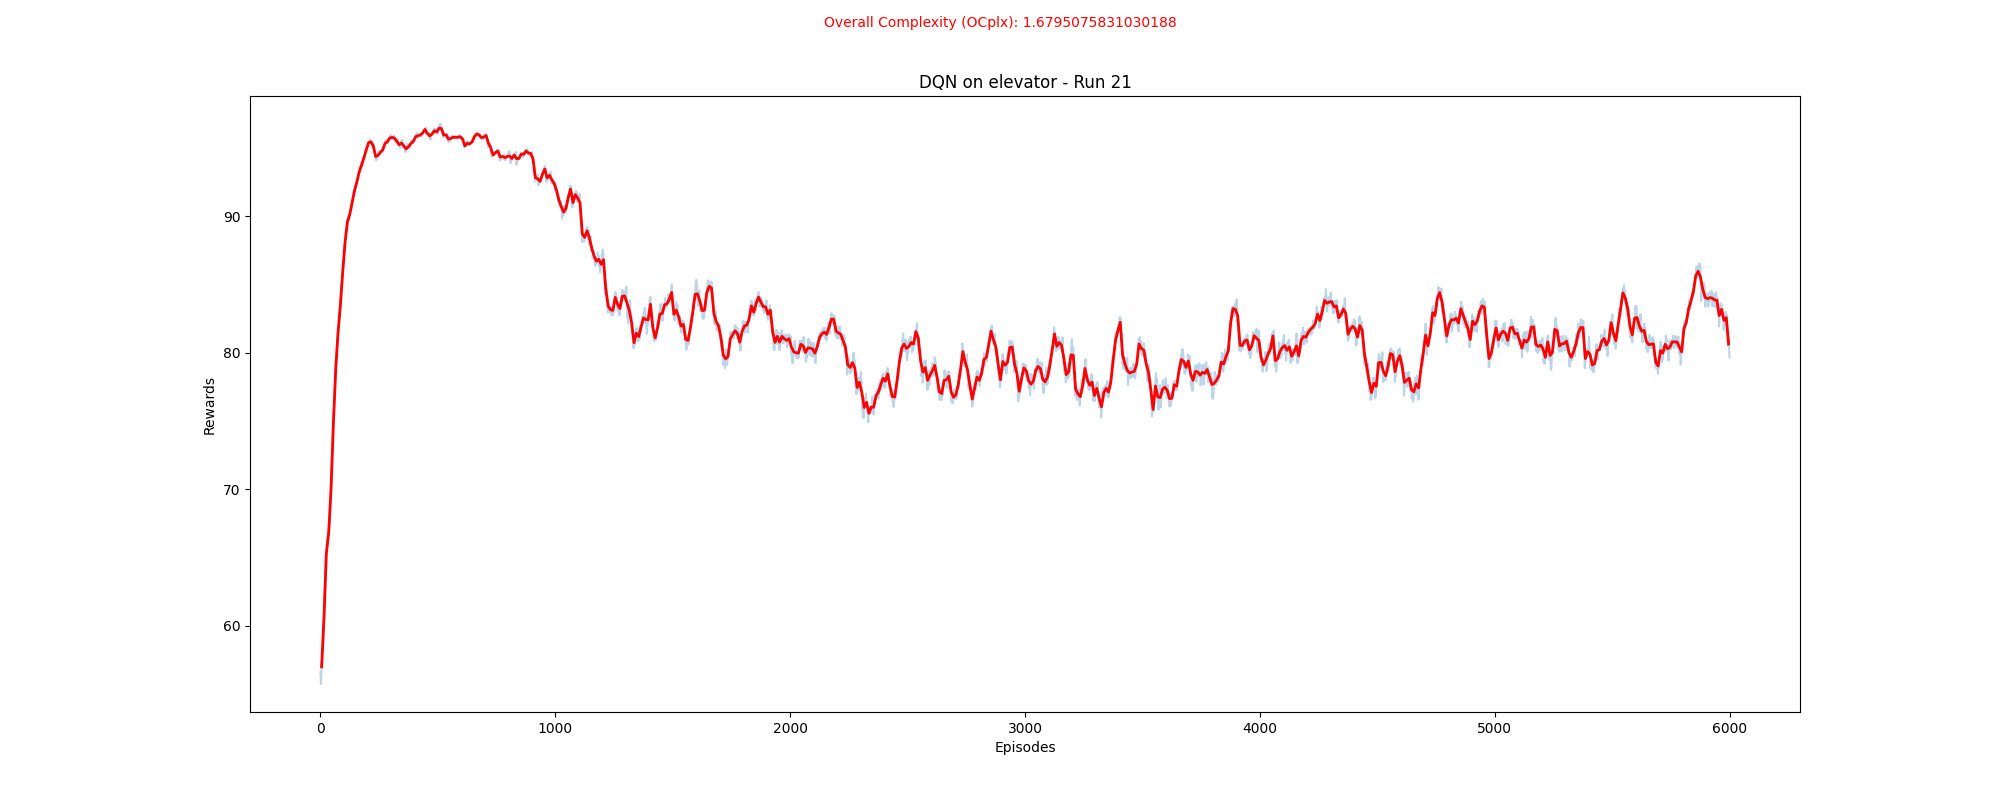 Overall Complexity (OCplx): 1.6795075831030188
DQN on elevator - Run 21
90
80
70
60
Rewards
0 1000 2000 3000 4000 5000 6000
Episodes